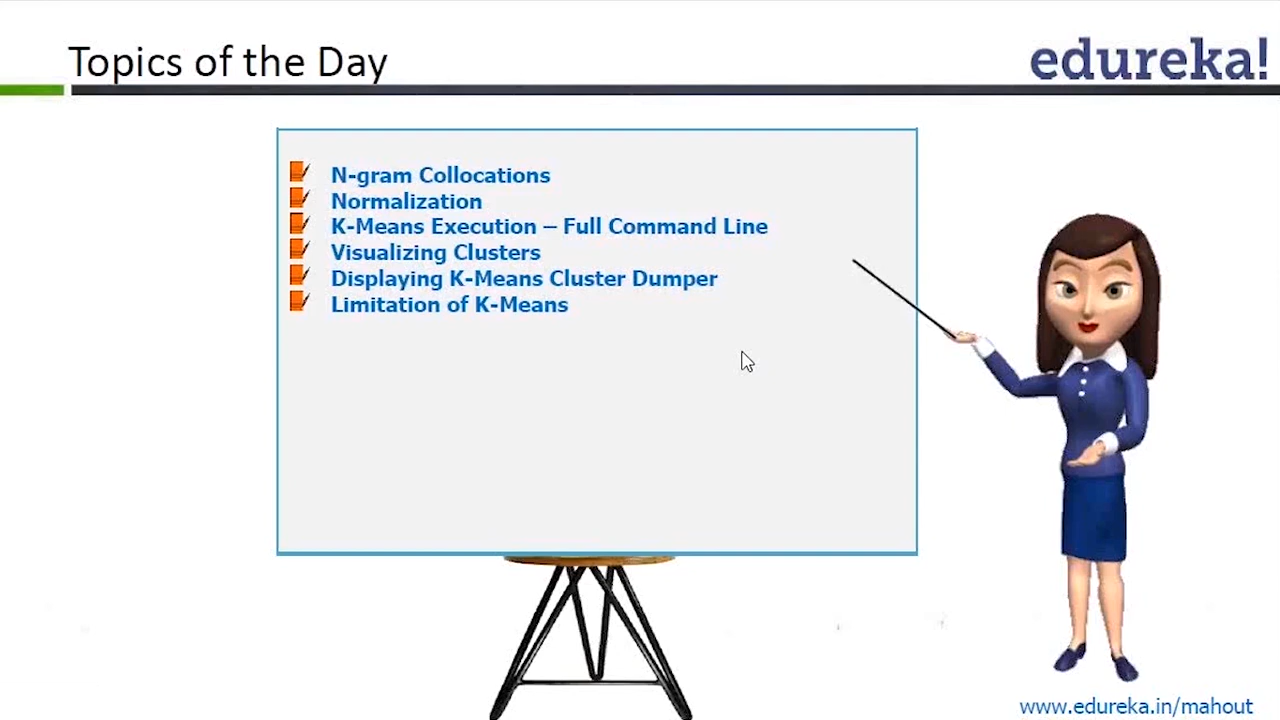 Topics of the Day
edureka!
N-gram Collocations
Normalization
K-Means Execution – Full Command Line
Visualizing Clusters
Displaying K-Means Cluster Dumper
Limitation of K-Means
www.edureka.in/mahout